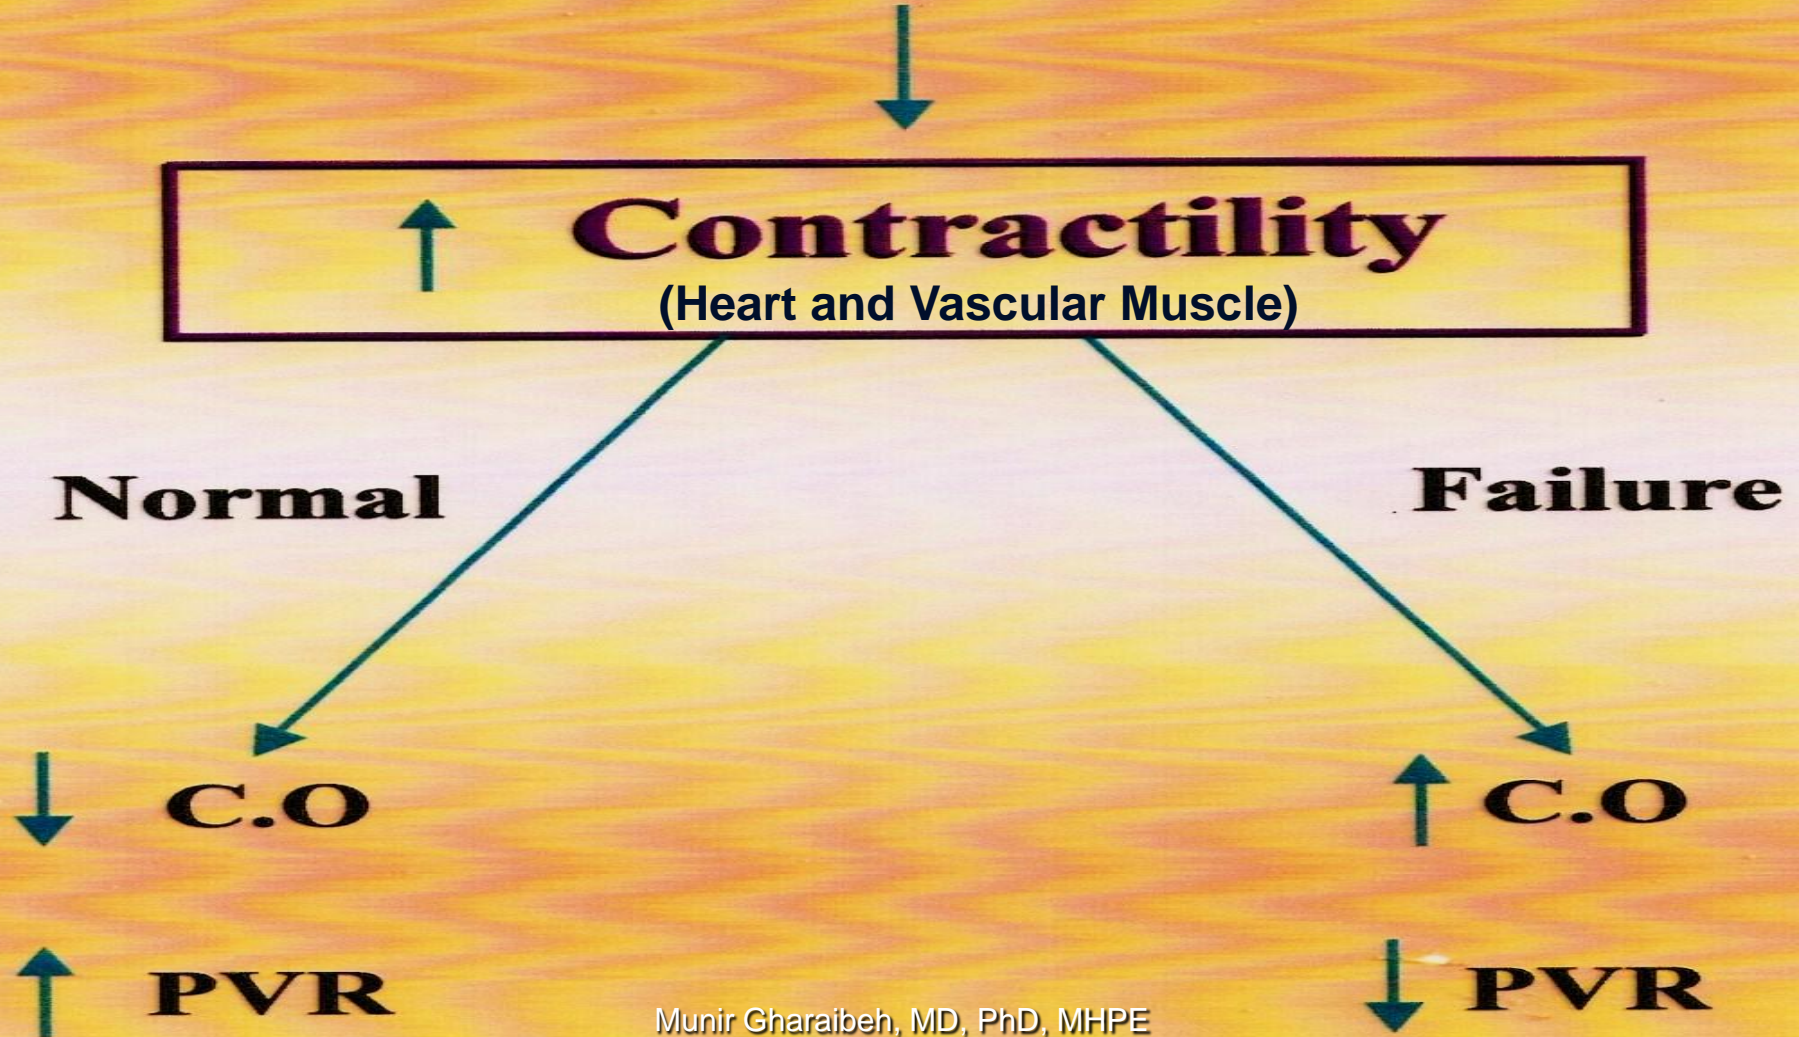 ↑ Contractility
(Heart and Vascular Muscle)
Normal
Failure
↓ C.O
↑ C.O
↑ PVR
↓ PVR
Munir Gharaibeh, MD, PhD, MHPE